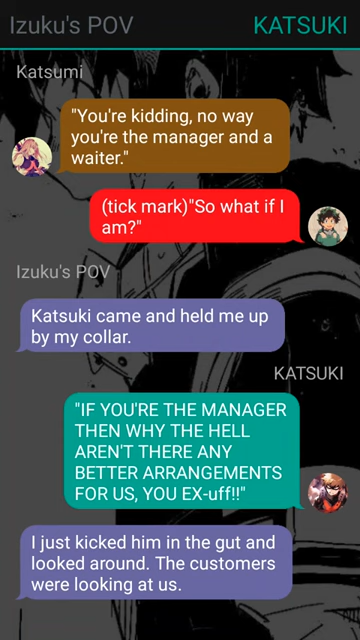 Izuku's POV
KATSUKI
Katsumi
"You're kidding, no way
you're the manager and a
waiter."
(tick mark)"So what if I
am?"
Izuku's POV
Katsuki came and held me up
by my collar.
KATSUKI
"IF YOU'RE THE MANAGER
THEN WHY THE HELL
AREN'T THERE ANY
BETTER ARRANGEMENTS
FOR US, YOU EX-uff!!"
I just kicked him in the gut and
looked around. The customers
were looking at us.